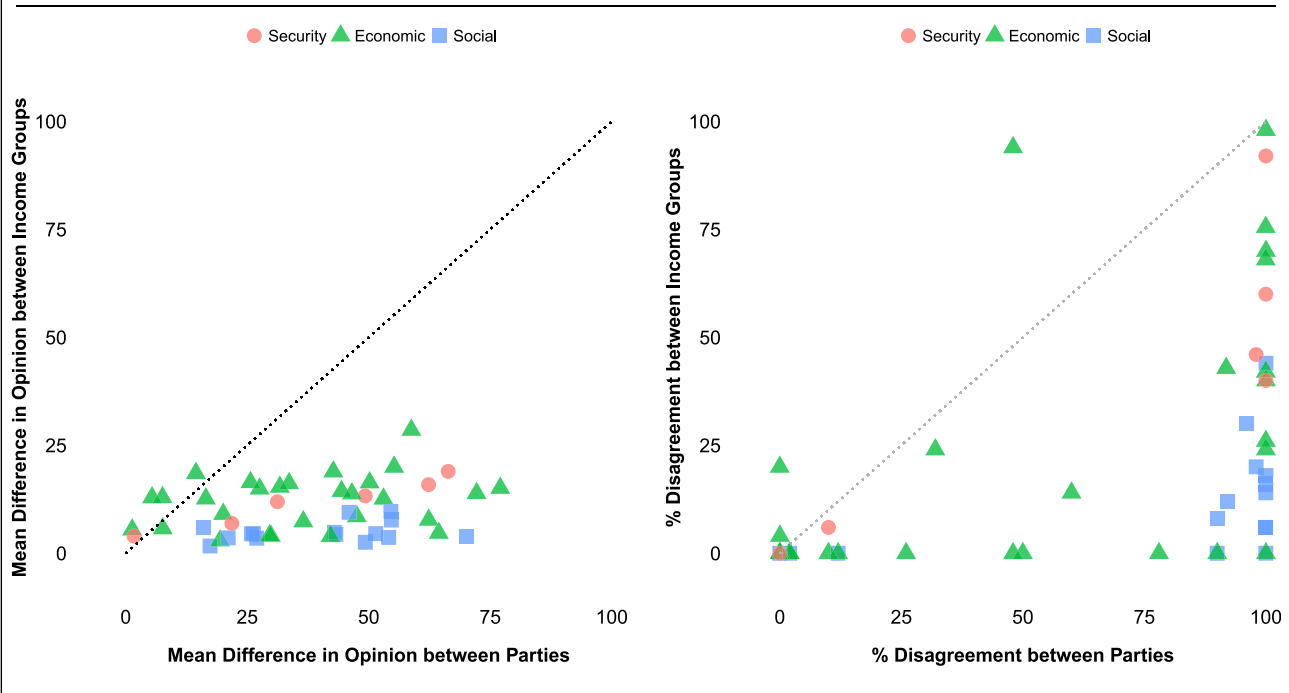 Security Economic Social
Mean Difference in Opinion between Income Groups
100
75
50
25
0
0 25 50 75 100
Mean Difference in Opinion between Parties
Security Economic Social
% Disagreement between Income Groups
100
75
50
25
0
0 25 50 75 100
% Disagreement between Parties